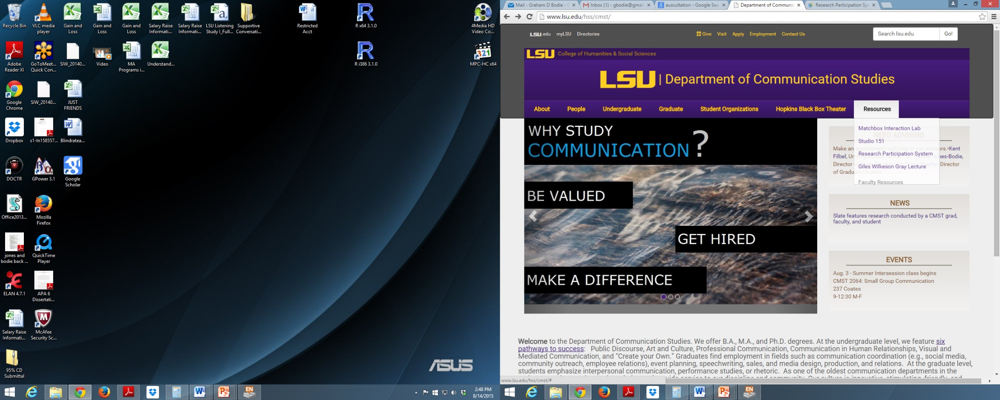 Recycle Bin
VLC media player
Gain and Loss
Gain and Loss
Gain and Loss
Salary Raise Informati...
Salary Raise Informati...
LSU Listening Study I_Full...
Supportive Conversati...
Restricted Acct
R x64 3.1.0
4Media HD Video Co...
Adobe Reader XI
GoToMeet... Quick Con...
SIW_20140...
Video
MA Programs i...
Understand...
R i386 3.1.0
MPC-HC x64
Google Chrome
SIW_20140...
JUST FRIENDS
Dropbox
s1-ln158557...
Blindratea...
DOCTR
GPower 3.1
Google Scholar
Office2013...
Mozilla Firefox
jones and bodie back ...
QuickTime Player
ELAN 4.7.1
APA 6 Dissertati...
Salary Raise Informati...
McAfee Security Sc...
95% CD Submittal
ASUS
EN
2:48 PM
8/14/2015
Mail - Graham D Bodie -
Inbox (1) - gbodie@gmail
auscultation - Google Sea
Department of Communic
Research Participation Sys
www.lsu.edu/hss/cmst/
LSU.edu myLSU Directories
Give Visit Apply Employment Contact Us
Search lsu.edu Go!
LSU College of Humanities & Social Sciences
LSU | Department of Communication Studies
About People Undergraduate Graduate Student Organizations Hopkins Black Box Theater Resources
Matchbox Interaction Lab
Studio 151
Research Participation System
Giles Wilkeson Gray Lecture
Faculty Resources
WHY STUDY
COMMUNICATION?
BE VALUED
GET HIRED
MAKE A DIFFERENCE
NEED ADVISING
Make an appointment with one of our advisors.•Kent
Filbel, Jones-Bodie,
Director Director
of Graduate Studies
NEWS
Slate features research conducted by a CMST grad,
faculty, and student
EVENTS
Aug. 3 - Summer Intersession class begins
CMST 2064: Small Group Communication
237 Coates
9-12:30 M-F
Welcome to the Department of Communication Studies. We offer B.A., M.A., and Ph.D. degrees. At the undergraduate level, we feature six
pathways to success: Public Discourse, Art and Culture, Professional Communication, Communication in Human Relationships, Visual and
Mediated Communication, and “Create your Own.” Graduates find employment in fields such as communication coordination (e.g., social media,
community outreach, employee relations), event planning, speechwriting, sales, and media design, production, and relations. At the graduate level,
students emphasize interpersonal communication, performance studies, or rhetoric. As one of the oldest communication departments in the
www.lsu.edu/hss/cmst/#
EN